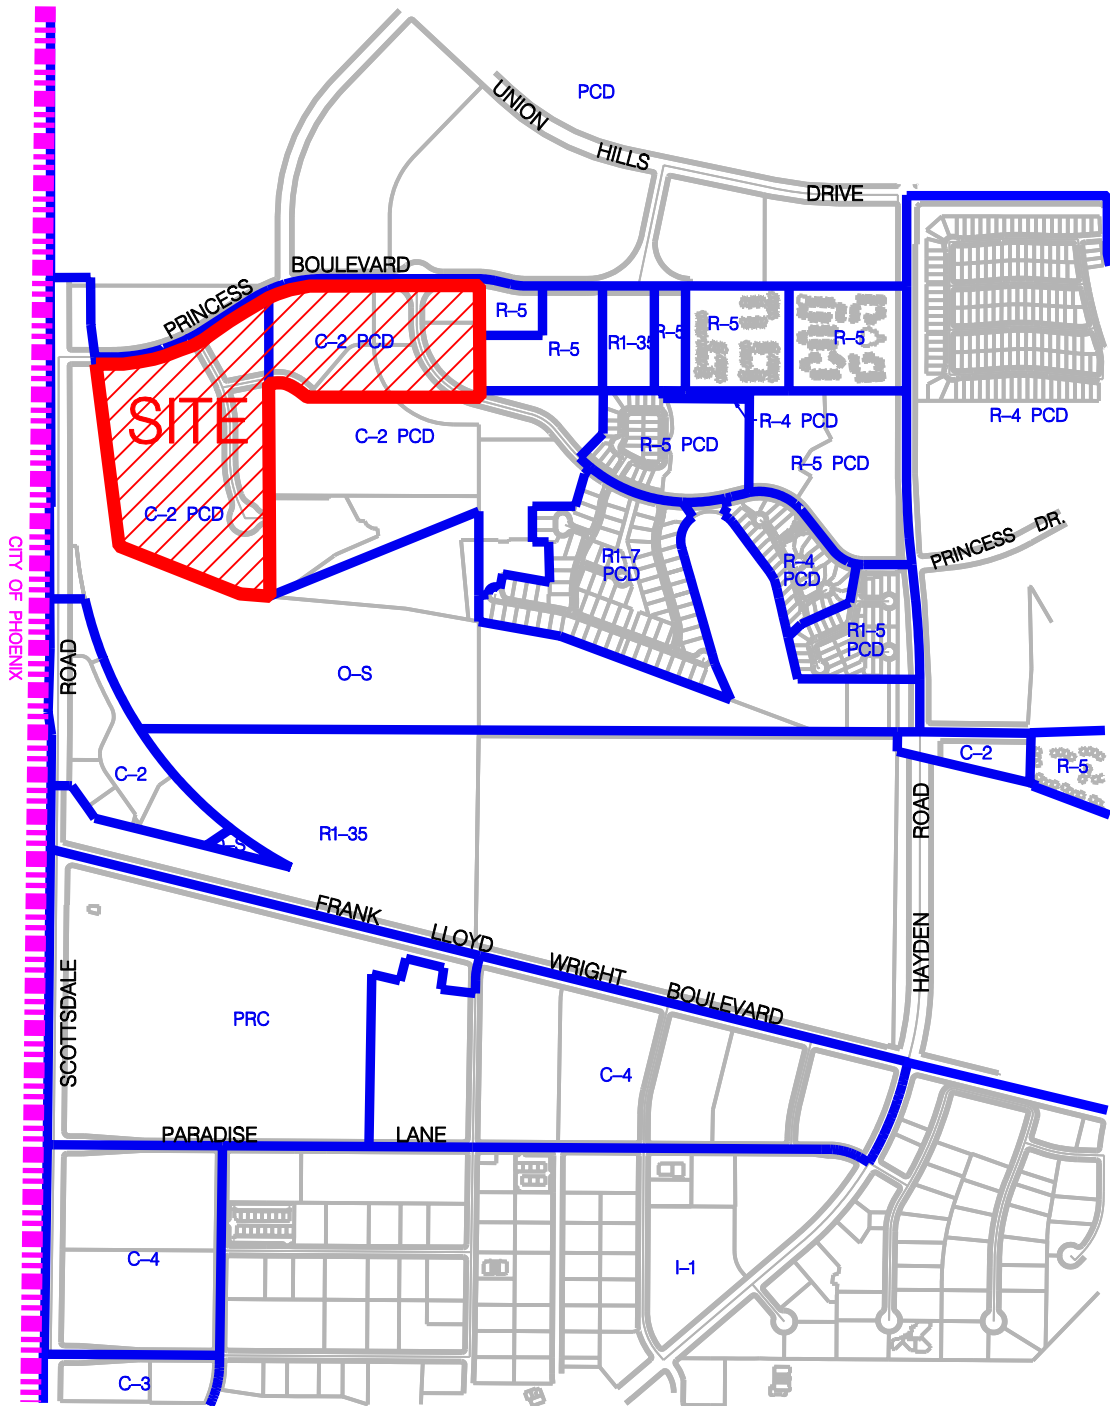 PCD
UNION
HILLS
DRIVE
PRINCESS
BOULEVARD
R-5
C-2 PCD
R-5
R1-35
R-5
R-5
R-5
SITE
C-2 PCD
R-5 PCD
R-4 PCD
R-4 PCD
R-5 PCD
C-2 PCD
PRINCESS DR.
R1-7
PCD
R-4
PCD
CITY OF PHOENIX
R1-5
PCD
ROAD
O-S
C-2
C-2
R-5
R1-35
O-S
ROAD
FRANK
LLOYD
WRIGHT
BOULEVARD
HAYDEN
SCOTTSDALE
PRC
C-4
PARADISE
LANE
C-4
I-1
C-3